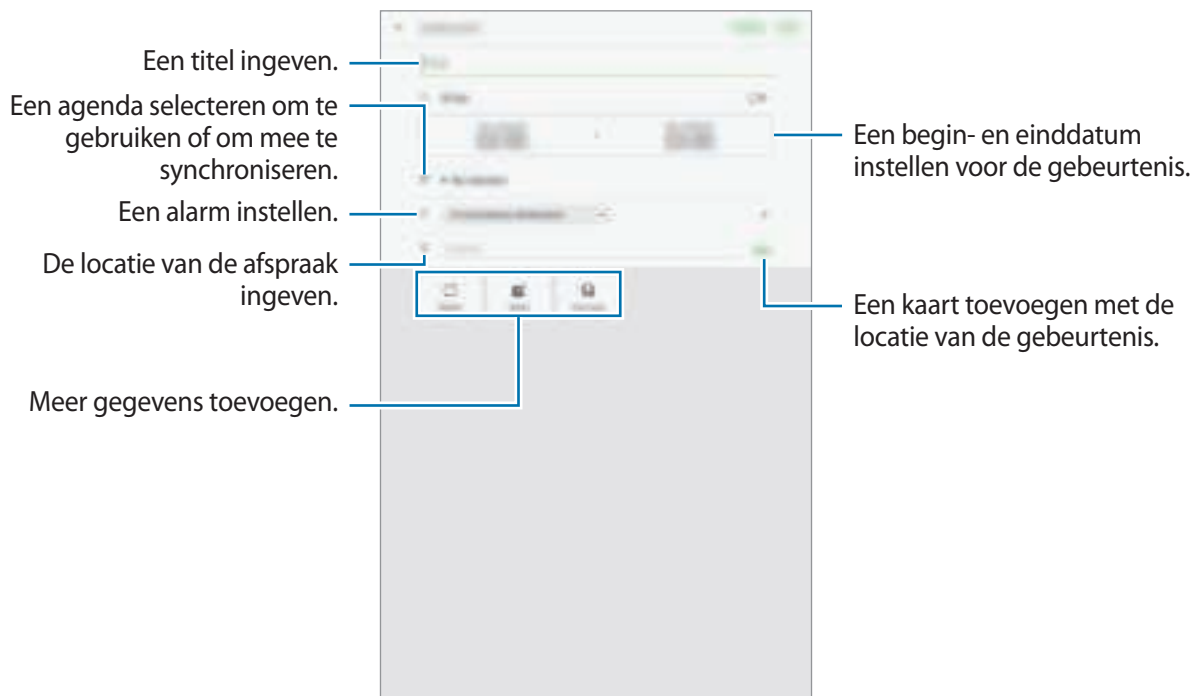 Een titel ingeven.
Een agenda selecteren om te
gebruiken of om mee te
synchroniseren.
Een alarm instellen.
De locatie van de afspraak
ingeven.
Meer gegevens toevoegen.
Een begin- en einddatum
instellen voor de gebeurtenis.
Een kaart toevoegen met de
locatie van de gebeurtenis.